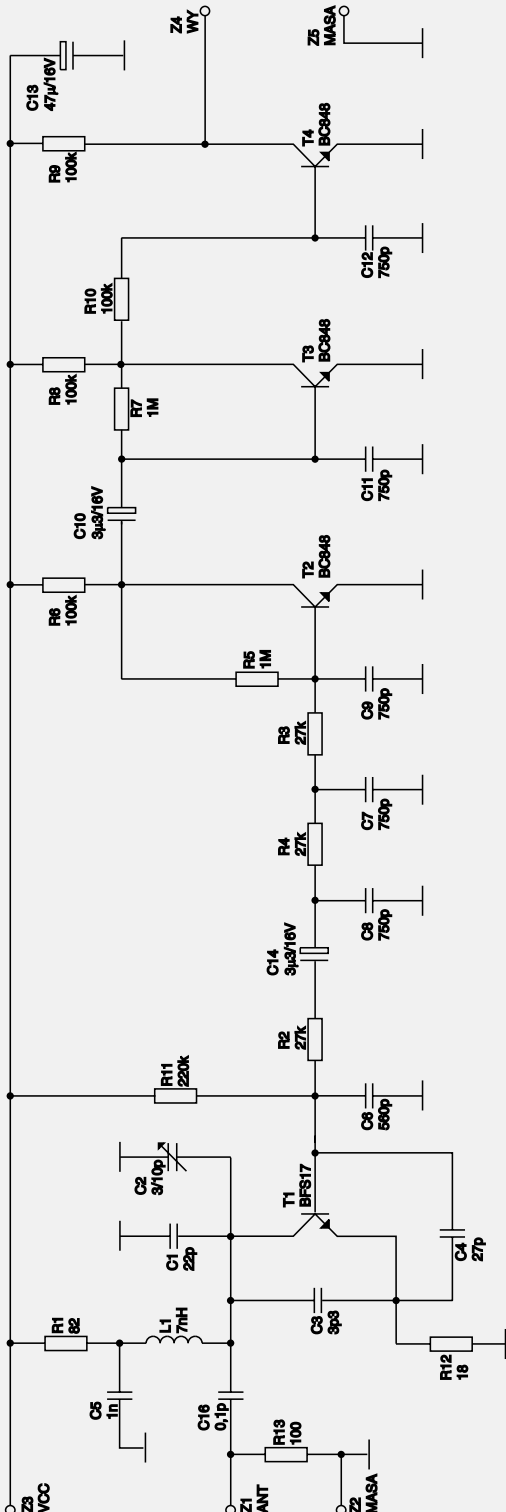 Z3
VCC
Z1
ANT
Z2
MASA
C5
1n
R1
82
L1
7nH
C16
0,1p
R13
100
C1
22p
C2
3/10p
C3
3p3
R12
18
T1
BFS17
C4
27p
R11
220k
C6
560p
R2
27k
C14
3µ3/16V
C8
750p
R4
27k
C7
750p
R3
27k
C9
750p
R5
1M
R6
100k
T2
BC848
C10
3µ3/16V
C11
750p
R7
1M
R8
100k
T3
BC848
R10
100k
C12
750p
R9
100k
T4
BC848
C13
47µ/16V
Z4
WY
Z5
MASA